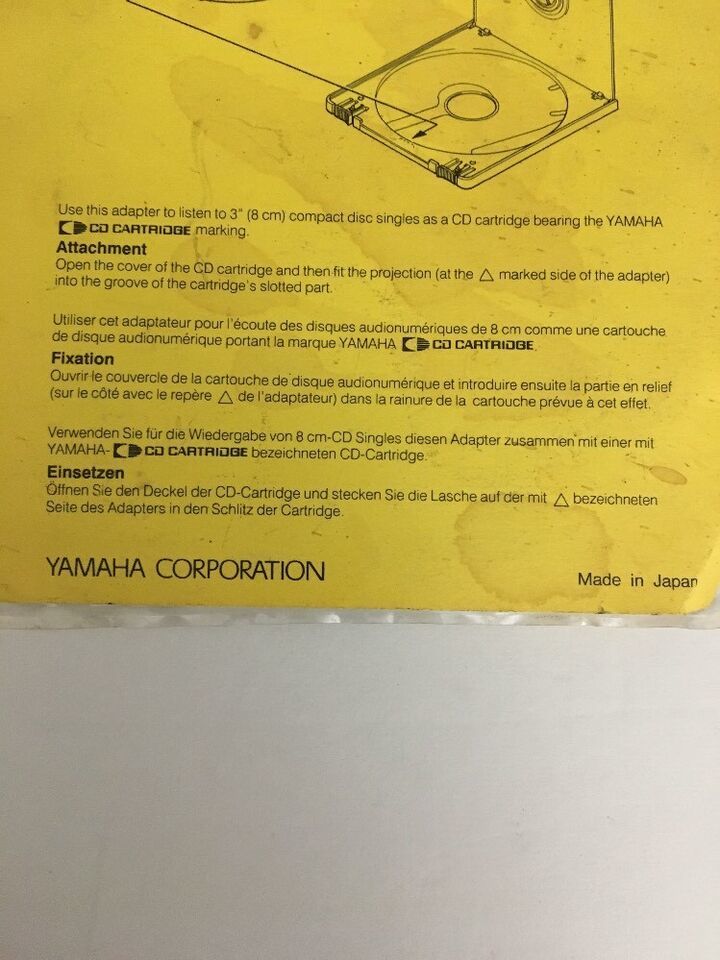 Use this adapter to listen to 3" (8 cm) compact disc singles as a CD cartridge bearing the YAMAHA
CD CARTRIDGE marking.
Attachment
Open the cover of the CD cartridge and then fit the projection (at the △ marked side of the adapter)
into the groove of the cartridge's slotted part.
Utiliser cet adaptateur pour l'écoute des disques audionumériques de 8 cm comme une cartouche
de disque audionumérique portant la marque YAMAHA CD CARTRIDGE.
Fixation
Ouvrir le couvercle de la cartouche de disque audionumérique et introduire ensuite la partie en relief
(sur le côté avec le repère △ de l'adaptateur) dans la rainure de la cartouche prévue à cet effet.
Verwenden Sie für die Wiedergabe von 8 cm-CD Singles diesen Adapter zusammen mit einer mit
YAMAHA- CD CARTRIDGE bezeichneten CD-Cartridge.
Einsetzen
Öffnen Sie den Deckel der CD-Cartridge und stecken Sie die Lasche auf der mit △ bezeichneten
Seite des Adapters in den Schlitz der Cartridge.
YAMAHA CORPORATION
Made in Japan